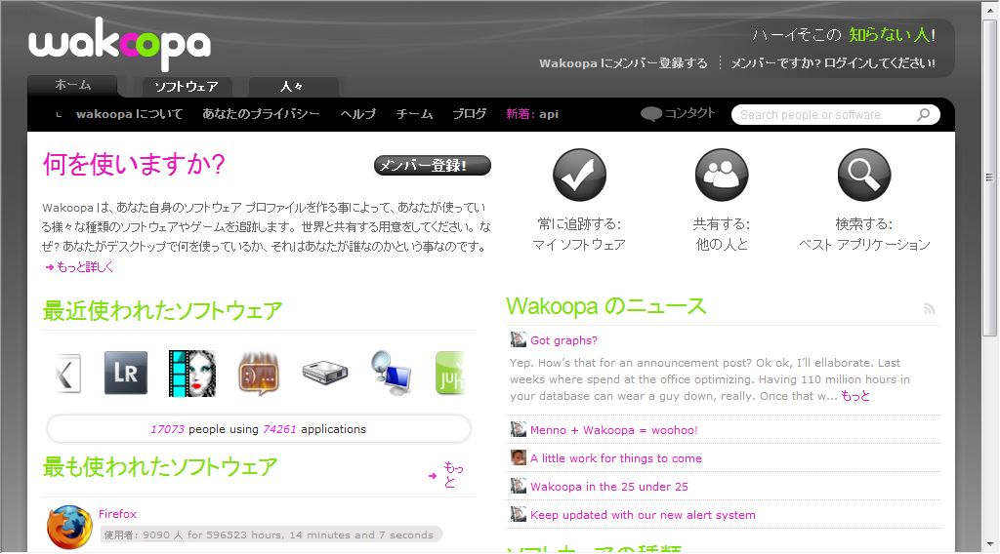 wakoopa
ハーイそこの 知らない人!
Wakoopa にメンバー登録する メンバーですか? ログインしてください!
ホーム ソフトウェア 人々
wakoopa について あなたのプライバシー ヘルプ チーム ブログ 新着: api コンタクト Search people or software
何を使いますか?
メンバー登録!
Wakoopa は、あなた自身のソフトウェア プロファイルを作る事によって、あなたが使ってい
る様々な種類のソフトウェアやゲームを追跡します。世界と共有する用意をしてください。な
ぜ? あなたがデスクトップで何を使っているか、それはあなたが誰なのかという事なのです。
もっと詳しく
常に追跡する:
マイ ソフトウェア
共有する:
他の人と
検索する:
ベスト アプリケーション
最近使われたソフトウェア
LR
juh
17073 people using 74261 applications
最も使われたソフトウェア
もっ
と
Firefox
使用者: 9090 人 for 596523 hours, 14 minutes and 7 seconds
Wakoopa のニュース
Got graphs?
Yep. How's that for an announcement post? Ok ok, I'll ellaborate. Last
weeks where spend at the office optimizing. Having 110 million hours in
your database can wear a guy down, really. Once that w... もっと
Menno + Wakoopa = woohoo!
A little work for things to come
Wakoopa in the 25 under 25
Keep updated with our new alert system
ソフトウェアの種類